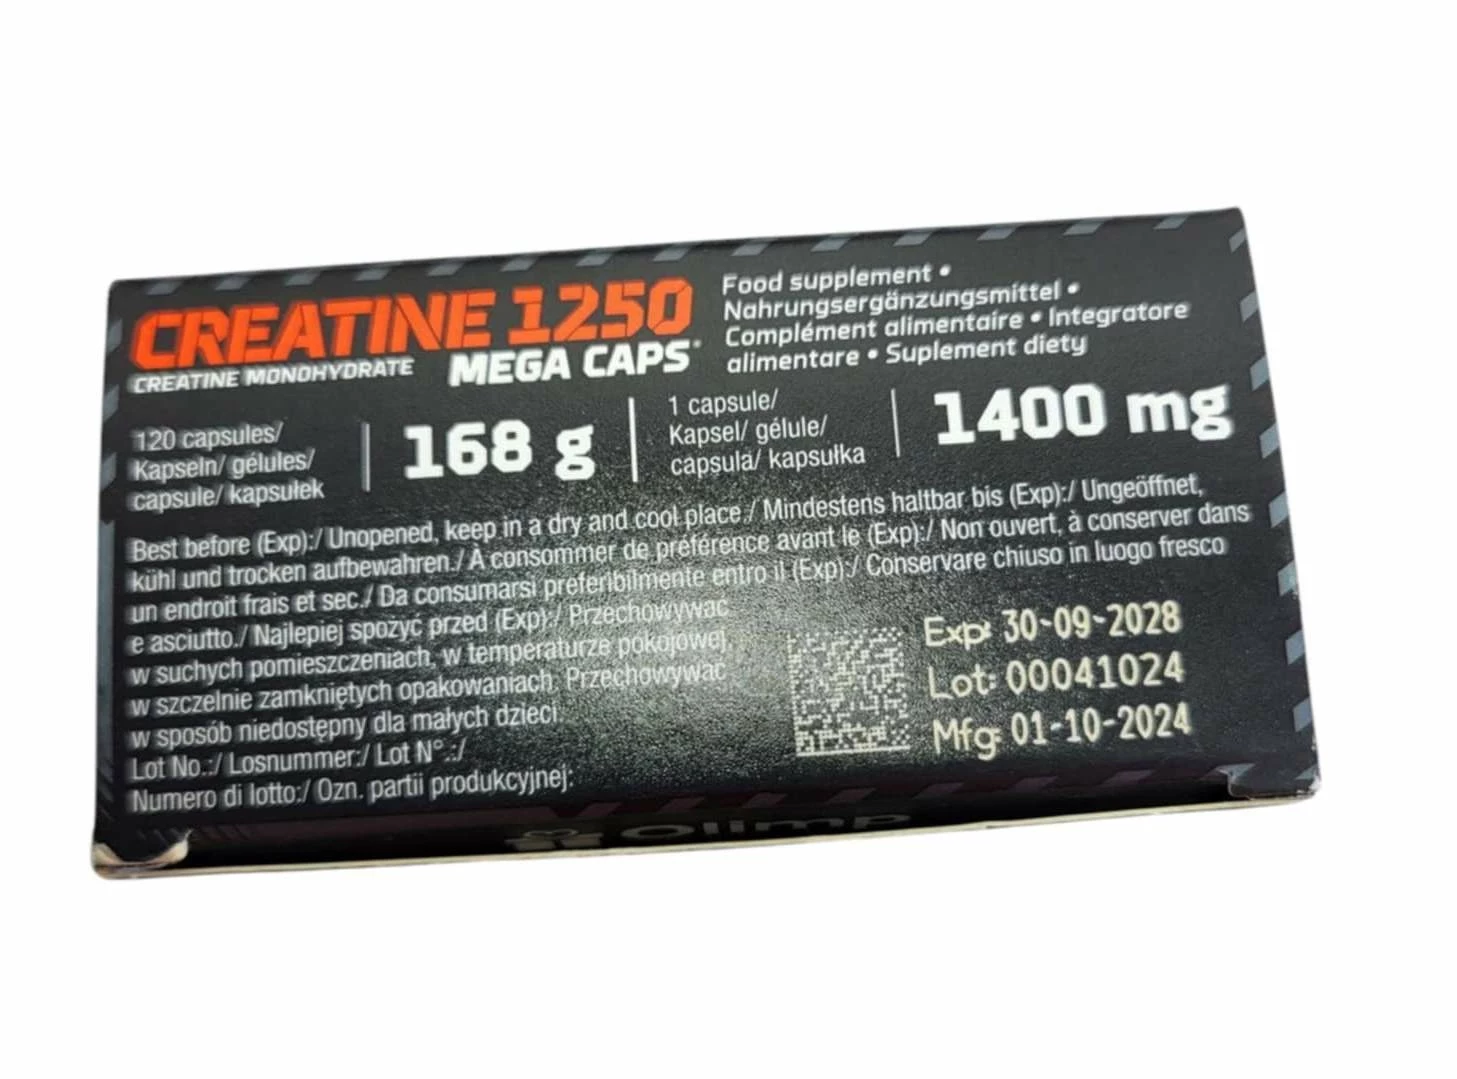 CREATINE 1250
CREATINE MONOHYDRATE MEGA CAPS®
Food supplement •
Nahrungsergänzungsmittel •
Complément alimentaire • Integratore
alimentare • Suplement diety
120 capsules/
Kapseln/ gélules/
capsule/ kapsułek
168 g
1 capsule/
Kapsel/ gélule/
capsula/ kapsułka
1400 mg
Best before (Exp):/ Unopened, keep in a dry and cool place./ Mindestens haltbar bis (Exp):/ Ungeöffnet,
kühl und trocken aufbewahren./ À consommer de préférence avant le (Exp):/ Non ouvert, à conserver dans
un endroit frais et sec./ Da consumarsi preferibilmente entro il (Exp):/ Conservare chiuso in luogo fresco
e asciutto./ Najlepiej spożyć przed (Exp):/ Przechowywać
w suchych pomieszczeniach, w temperaturze pokojowej,
w szczelnie zamkniętych opakowaniach. Przechowywać
w sposób niedostępny dla małych dzieci.
Lot No.:/ Losnummer:/ Lot N° :/
Numero di lotto:/ Ozn. partii produkcyjnej:
Exp: 30-09-2028
Lot: 00041024
Mfg: 01-10-2024
Olimp